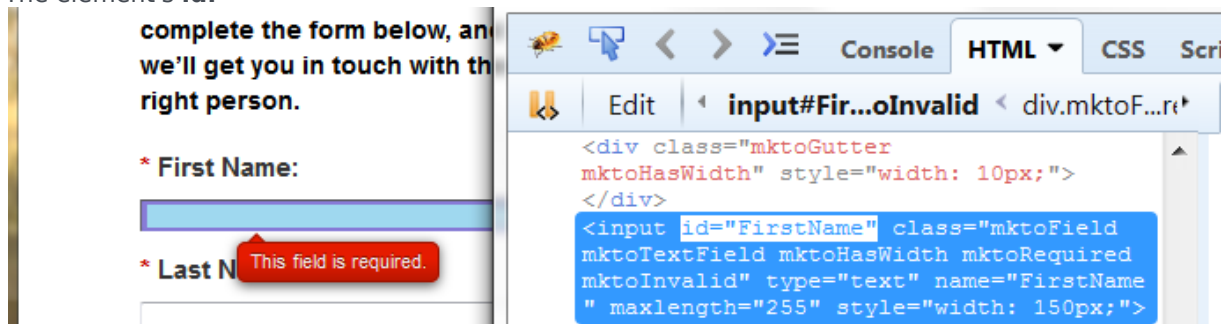 complete the form below, an
we'll get you in touch with th
right person.
* First Name:
This field is required.
* Last N
Console HTML CSS Scri
Edit input#Fir...oInvalid < div.mktoF...re
<div class="mktoGutter
mktoHasWidth" style="width: 10px;">
</div>
<input id="FirstName" class="mktoField
mktoTextField mktoHasWidth mktoRequired
mktoInvalid" type="text" name="FirstName
" maxlength="255" style="width: 150px;">